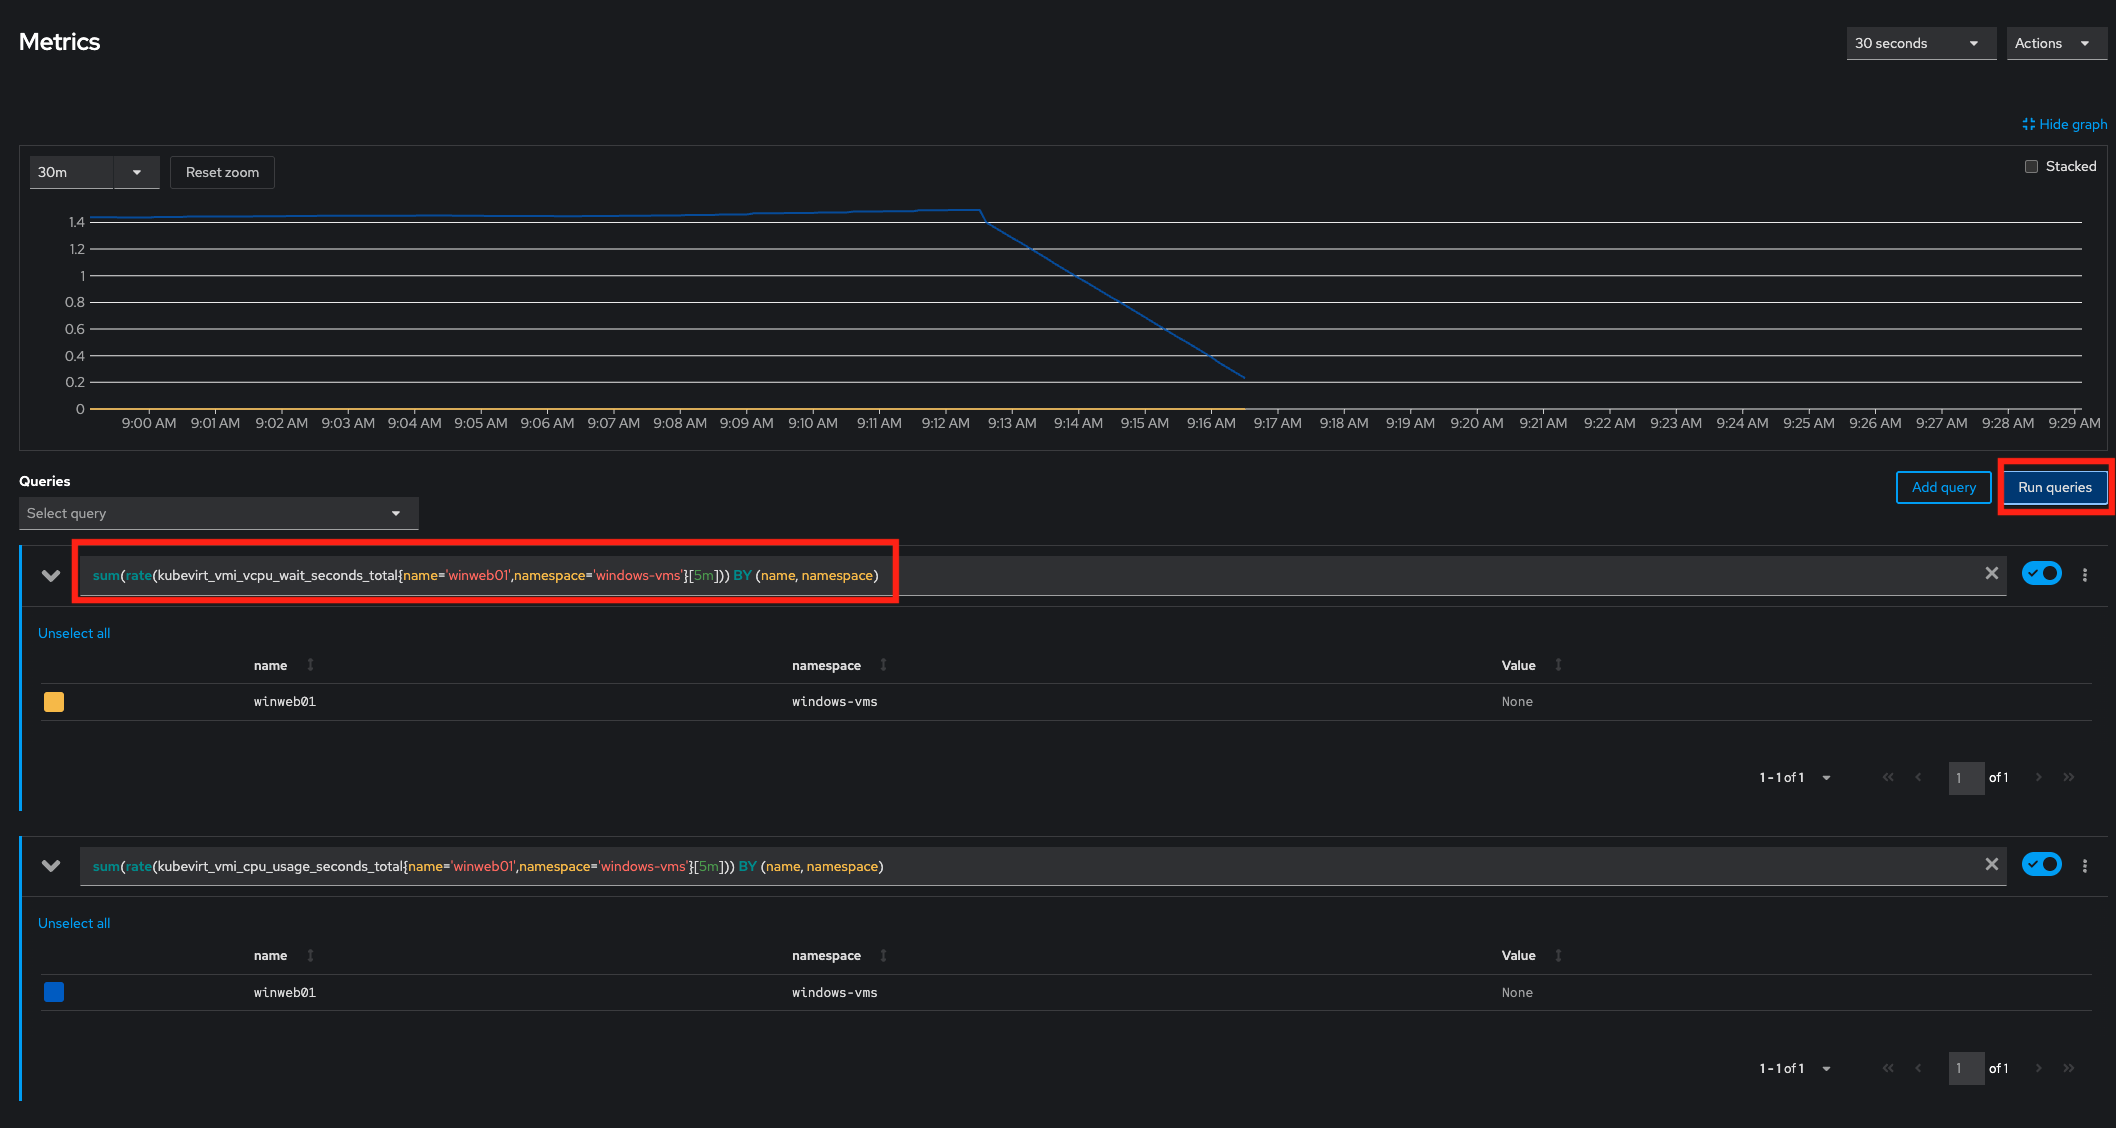 Metrics
30 seconds
Actions
Hide graph
30m
Reset zoom
Stacked
1.4
1.2
1
0.8
0.6
0.4
0.2
0
9:00 AM 9:01 AM 9:02 AM 9:03 AM 9:04 AM 9:05 AM 9:06 AM 9:07 AM 9:08 AM 9:09 AM 9:10 AM 9:11 AM 9:12 AM 9:13 AM 9:14 AM 9:15 AM 9:16 AM 9:17 AM 9:18 AM 9:19 AM 9:20 AM 9:21 AM 9:22 AM 9:23 AM 9:24 AM 9:25 AM 9:26 AM 9:27 AM 9:28 AM 9:29 AM
Queries
Add query
Run queries
Select query
sum(rate(kubevirt_vmi_vcpu_wait_seconds_total{name='winweb01',namespace='windows-vms'}[5m])) BY (name, namespace)
Unselect all
name namespace Value
winweb01 windows-vms None
1 - 1 of 1
1 of 1
sum(rate(kubevirt_vmi_cpu_usage_seconds_total{name='winweb01',namespace='windows-vms'}[5m])) BY (name, namespace)
Unselect all
name namespace Value
winweb01 windows-vms None
1 - 1 of 1
1 of 1